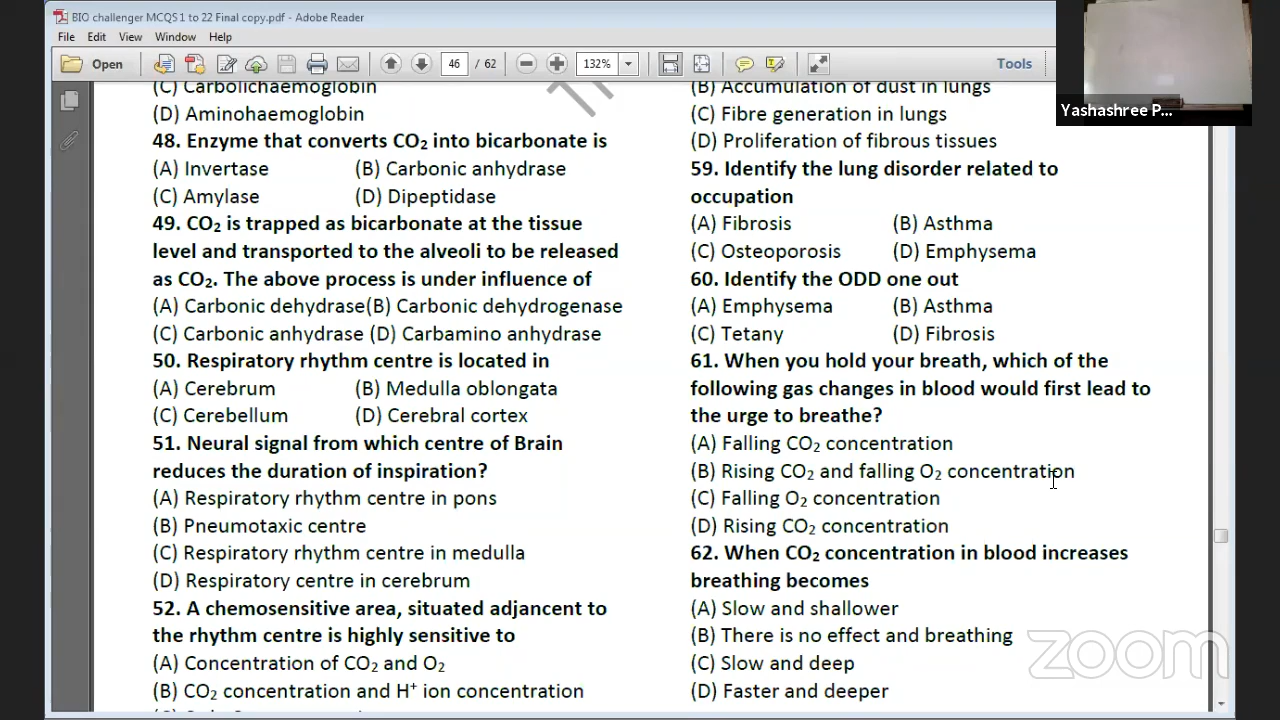 BIO challenger MCQS 1 to 22 Final copy.pdf - Adobe Reader
File Edit View Window Help
Open 46 / 62 132% Tools
Yashashree P...
(C) Carbolichaemoglobin
(D) Aminohaemoglobin
48. Enzyme that converts CO₂ into bicarbonate is
(A) Invertase (B) Carbonic anhydrase
(C) Amylase (D) Dipeptidase
49. CO₂ is trapped as bicarbonate at the tissue
level and transported to the alveoli to be released
as CO₂. The above process is under influence of
(A) Carbonic dehydrase(B) Carbonic dehydrogenase
(C) Carbonic anhydrase (D) Carbamino anhydrase
50. Respiratory rhythm centre is located in
(A) Cerebrum (B) Medulla oblongata
(C) Cerebellum (D) Cerebral cortex
51. Neural signal from which centre of Brain
reduces the duration of inspiration?
(A) Respiratory rhythm centre in pons
(B) Pneumotaxic centre
(C) Respiratory rhythm centre in medulla
(D) Respiratory centre in cerebrum
52. A chemosensitive area, situated adjancent to
the rhythm centre is highly sensitive to
(A) Concentration of CO₂ and O₂
(B) CO₂ concentration and H⁺ ion concentration
(B) Accumulation of dust in lungs
(C) Fibre generation in lungs
(D) Proliferation of fibrous tissues
59. Identify the lung disorder related to
occupation
(A) Fibrosis (B) Asthma
(C) Osteoporosis (D) Emphysema
60. Identify the ODD one out
(A) Emphysema (B) Asthma
(C) Tetany (D) Fibrosis
61. When you hold your breath, which of the
following gas changes in blood would first lead to
the urge to breathe?
(A) Falling CO₂ concentration
(B) Rising CO₂ and falling O₂ concentration
(C) Falling O₂ concentration
(D) Rising CO₂ concentration
62. When CO₂ concentration in blood increases
breathing becomes
(A) Slow and shallower
(B) There is no effect and breathing
(C) Slow and deep
(D) Faster and deeper
zoom